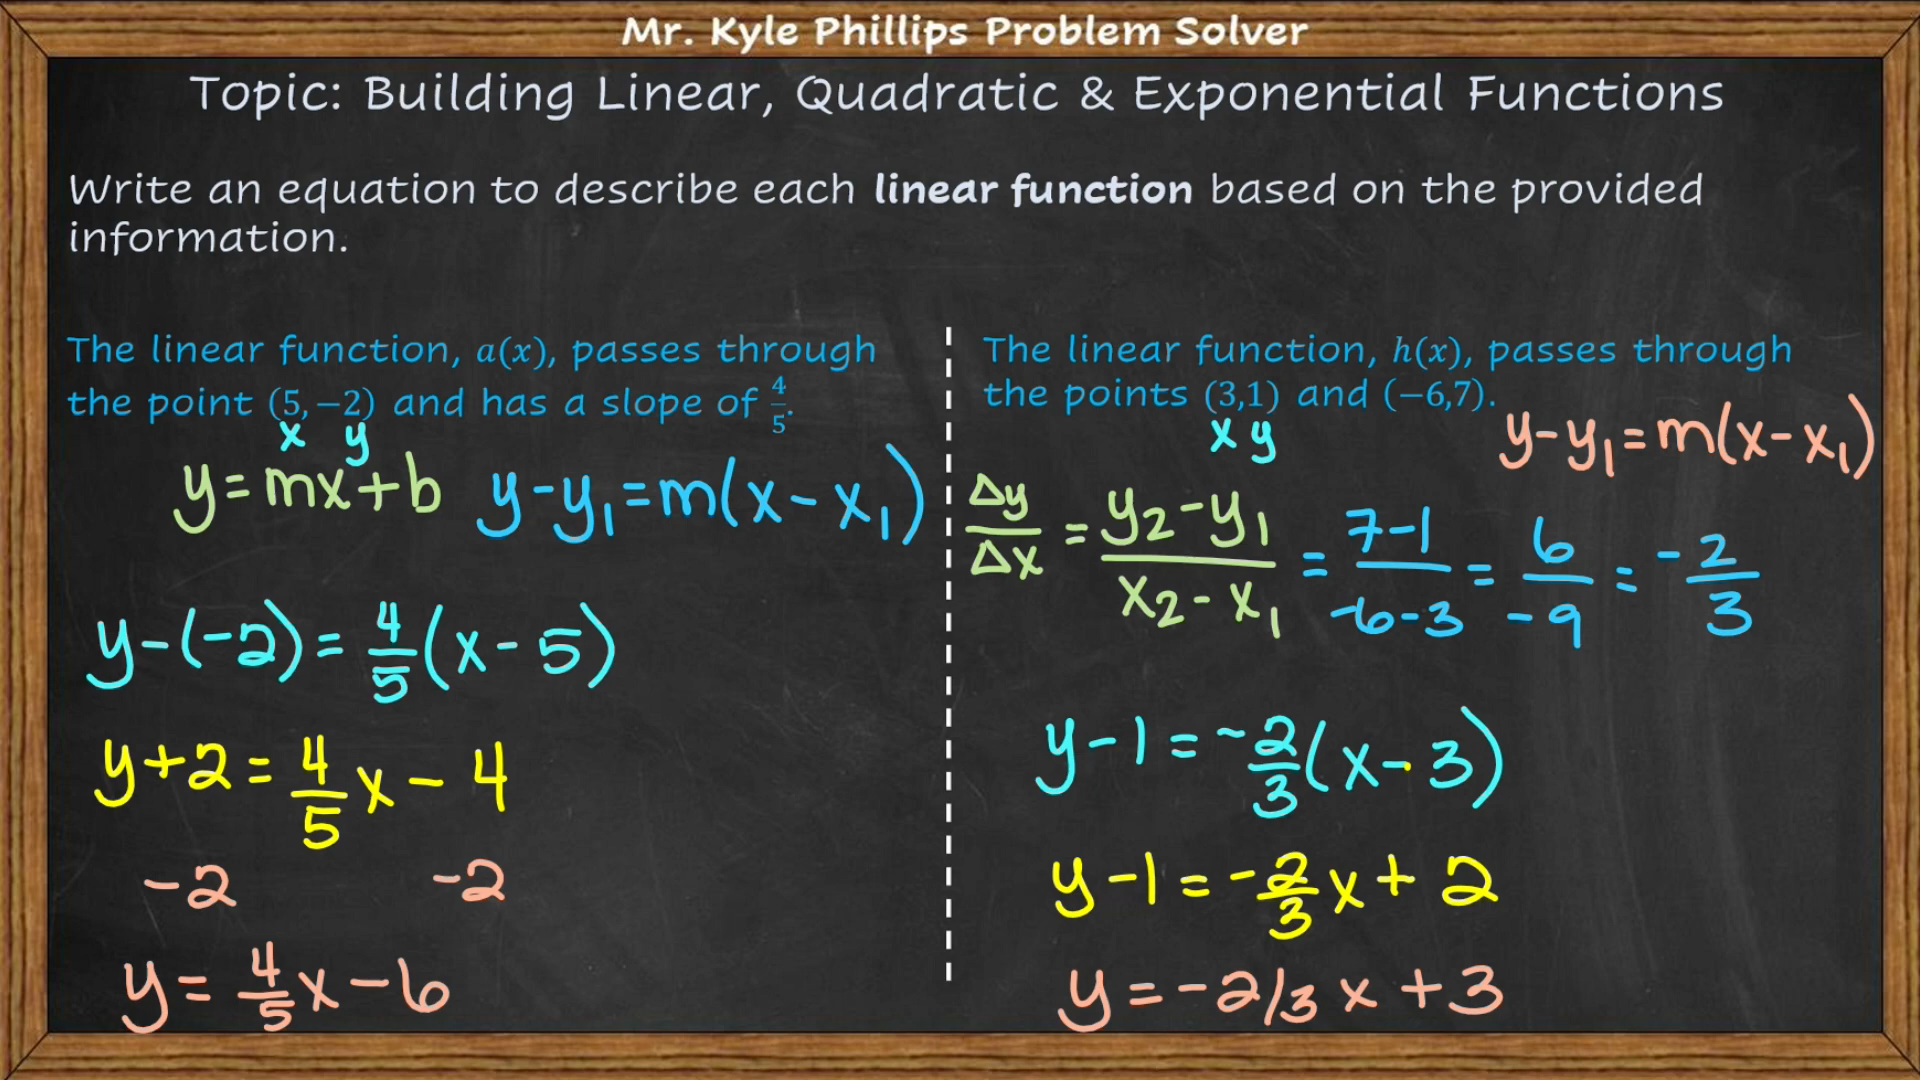 Mr. Kyle Phillips Problem Solver
Topic: Building Linear, Quadratic & Exponential Functions
Write an equation to describe each linear function based on the provided
information.
The linear function, a(x), passes through
the point (5,−2) and has a slope of 4/5.
x y
y=mx+b y-y₁=m(x-x₁)
y-(-2)=4/5(x-5)
y+2=4/5x-4
-2 -2
y=4/5x-6
The linear function, h(x), passes through
the points (3,1) and (−6,7).
x y
y-y₁=m(x-x₁)
Δy/Δx=y₂-y₁/x₂-x₁=7-1/-6-3=6/-9=-2/3
y-1=-2/3(x-3)
y-1=-2/3x+2
y=-2/3x+3